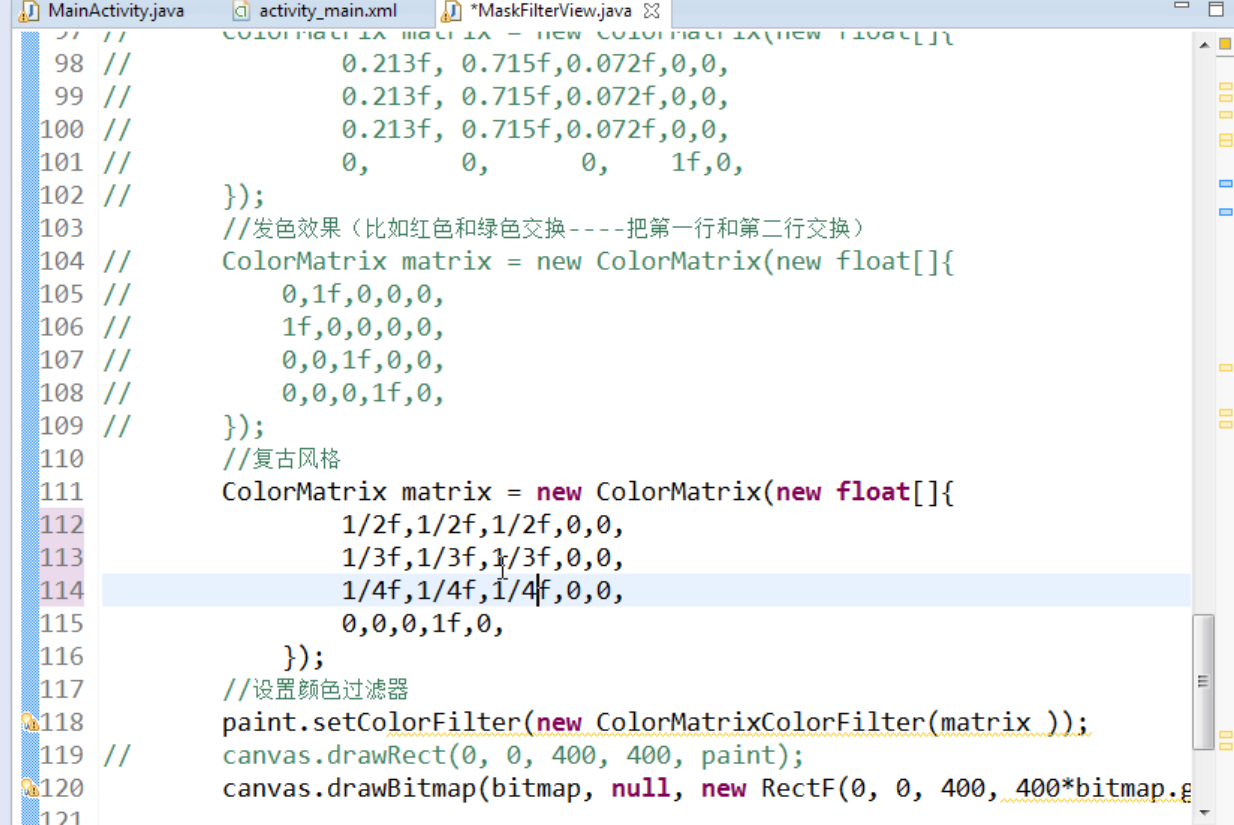 MainActivity.java activity_main.xml *MaskFilterView.java
97 // ColorMatrix matrix = new ColorMatrix(new float[]{
98 // 0.213f, 0.715f,0.072f,0,0,
99 // 0.213f, 0.715f,0.072f,0,0,
100 // 0.213f, 0.715f,0.072f,0,0,
101 // 0, 0, 0, 1f,0,
102 // });
103 //发色效果（比如红色和绿色交换----把第一行和第二行交换）
104 // ColorMatrix matrix = new ColorMatrix(new float[]{
105 // 0,1f,0,0,0,
106 // 1f,0,0,0,0,
107 // 0,0,1f,0,0,
108 // 0,0,0,1f,0,
109 // });
110 //复古风格
111 ColorMatrix matrix = new ColorMatrix(new float[]{
112 1/2f,1/2f,1/2f,0,0,
113 1/3f,1/3f,1/3f,0,0,
114 1/4f,1/4f,1/4f,0,0,
115 0,0,0,1f,0,
116 });
117 //设置颜色过滤器
118 paint.setColorFilter(new ColorMatrixColorFilter(matrix ));
119 // canvas.drawRect(0, 0, 400, 400, paint);
120 canvas.drawBitmap(bitmap, null, new RectF(0, 0, 400, 400*bitmap.g
121